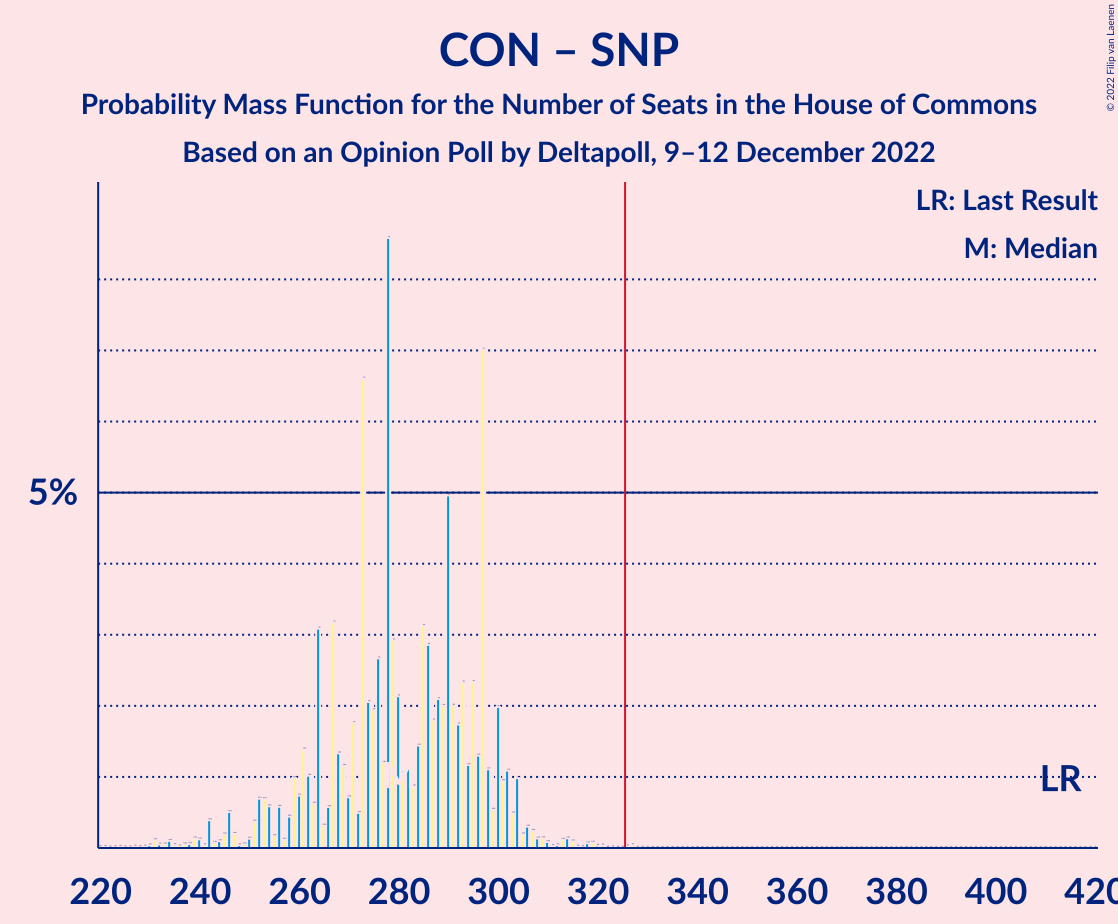 CON – SNP
Probability Mass Function for the Number of Seats in the House of Commons
Based on an Opinion Poll by Deltapoll, 9–12 December 2022
© 2022 Filip van Laenen
LR: Last Result
M: Median
5%
LR
220 240 260 280 300 320 340 360 380 400 420